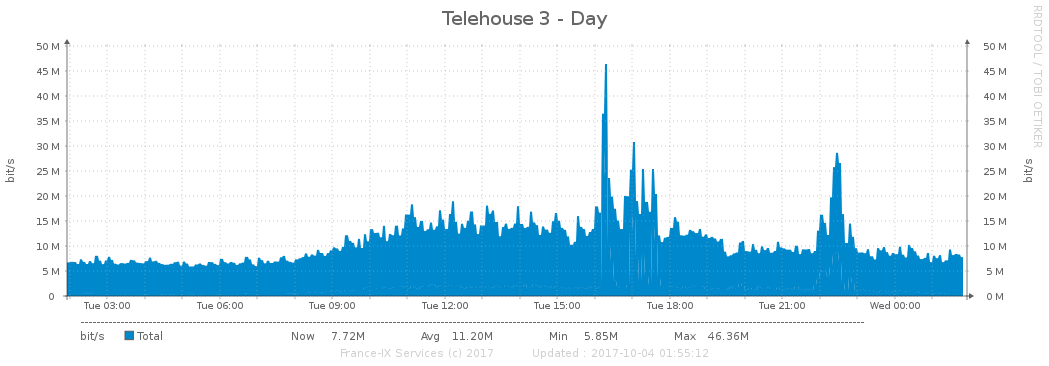 Telehouse 3 - Day
RRDTOOL / TOBI OETIKER
bit/s
50 M 50 M
45 M 45 M
40 M 40 M
35 M 35 M
30 M 30 M
25 M 25 M
20 M 20 M
15 M 15 M
10 M 10 M
5 M 5 M
0 0 M
bit/s
Tue 03:00 Tue 06:00 Tue 09:00 Tue 12:00 Tue 15:00 Tue 18:00 Tue 21:00 Wed 00:00
bit/s Total Now 7.72M Avg 11.20M Min 5.85M Max 46.36M
France-IX Services (c) 2017 Updated : 2017-10-04 01:55:12